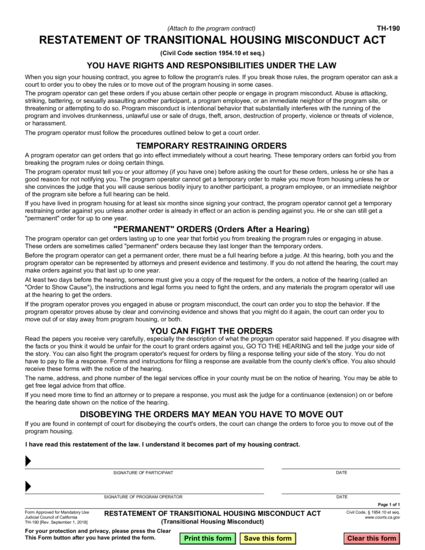 (Attach to the program contract) TH-190
RESTATEMENT OF TRANSITIONAL HOUSING MISCONDUCT ACT
(Civil Code section 1954.10 et seq.)
YOU HAVE RIGHTS AND RESPONSIBILITIES UNDER THE LAW
When you sign your housing contract, you agree to follow the program's rules. If you break those rules, the program operator can ask a
court to order you to obey the rules or to move out of the program housing in some cases.
The program operator can get these orders if you abuse certain other people or engage in program misconduct. Abuse is attacking,
striking, battering, or sexually assaulting another participant, a program employee, or an immediate neighbor of the program site, or
threatening or attempting to do so. Program misconduct is intentional behavior that substantially interferes with the running of the
program and involves drunkenness, unlawful use or sale of drugs, theft, arson, destruction of property, violence or threats of violence,
or harassment.
The program operator must follow the procedures outlined below to get a court order.
TEMPORARY RESTRAINING ORDERS
A program operator can get orders that go into effect immediately without a court hearing. These temporary orders can forbid you from
breaking the program rules or doing certain things.
The program operator must tell you or your attorney (if you have one) before asking the court for these orders, unless he or she has a
good reason for not notifying you. The program operator cannot get a temporary order to make you move from housing unless he or
she convinces the judge that you will cause serious bodily injury to another participant, a program employee, or an immediate neighbor
of the program site before a full hearing can be held.
If you have lived in program housing for at least six months since signing your contract, the program operator cannot get a temporary
restraining order against you unless another order is already in effect or an action is pending against you. He or she can still get a
"permanent" order for up to one year.
"PERMANENT" ORDERS (Orders After a Hearing)
The program operator can get orders lasting up to one year that forbid you from breaking the program rules or engaging in abuse.
These orders are sometimes called "permanent" orders because they last longer than the temporary orders.
Before the program operator can get a permanent order, there must be a full hearing before a judge. At this hearing, both you and the
program operator can be represented by attorneys and present evidence and testimony. If you do not attend the hearing, the court may
make orders against you that last up to one year.
At least two days before the hearing, someone must give you a copy of the request for the orders, a notice of the hearing (called an
"Order to Show Cause"), the instructions and legal forms you need to fight the orders, and any materials the program operator will use
at the hearing to get the orders.
If the program operator proves you engaged in abuse or program misconduct, the court can order you to stop the behavior. If the
program operator proves abuse by clear and convincing evidence and shows that you might do it again, the court can order you to
move out of or stay away from program housing, or both.
YOU CAN FIGHT THE ORDERS
Read the papers you receive very carefully, especially the description of what the program operator said happened. If you disagree with
the facts or you think it would be unfair for the court to grant orders against you, GO TO THE HEARING and tell the judge your side of
the story. You can also fight the program operator's request for orders by filing a response telling your side of the story. You do not
have to pay to file a response. Forms and instructions for filing a response are available from the county clerk's office. You also should
receive these forms with the notice of the hearing.
The name, address, and phone number of the legal services office in your county must be on the notice of hearing. You may be able to
get free legal advice from that office.
If you need more time to find an attorney or to prepare a response, you must ask the judge for a continuance (extension) on or before
the hearing date shown on the notice of the hearing.
DISOBEYING THE ORDERS MAY MEAN YOU HAVE TO MOVE OUT
If you are found in contempt of court for disobeying the court's orders, the court can change the orders to force you to move out of the
program housing.
I have read this restatement of the law. I understand it becomes part of my housing contract.
SIGNATURE OF PARTICIPANT DATE
SIGNATURE OF PROGRAM OPERATOR DATE
Page 1 of 1
Form Approved for Mandatory Use
Judicial Council of California
TH-190 [Rev. September 1, 2018]
RESTATEMENT OF TRANSITIONAL HOUSING MISCONDUCT ACT
(Transitional Housing Misconduct)
Civil Code, § 1954.10 et seq.
www.courts.ca.gov
For your protection and privacy, please press the Clear
This Form button after you have printed the form.
Print this form Save this form Clear this form